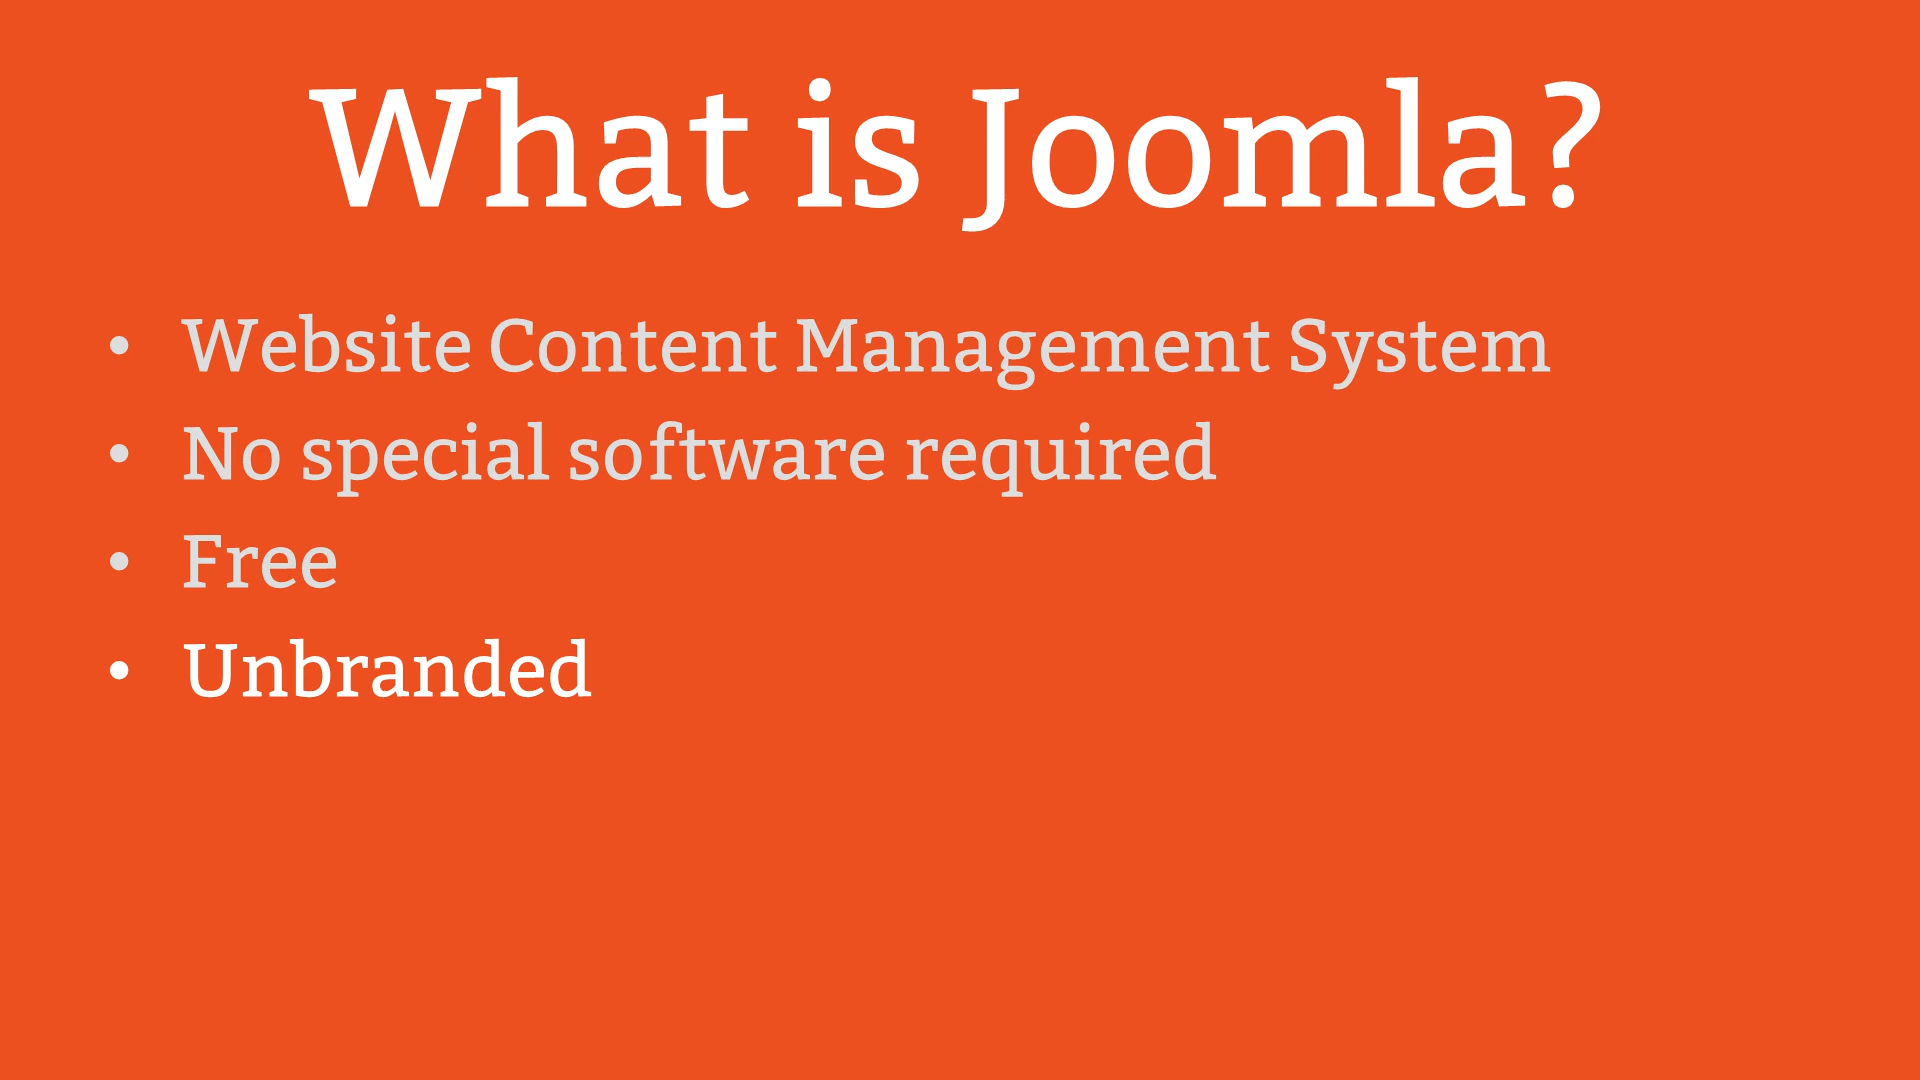 What is Joomla?
• Website Content Management System
• No special software required
• Free
• Unbranded